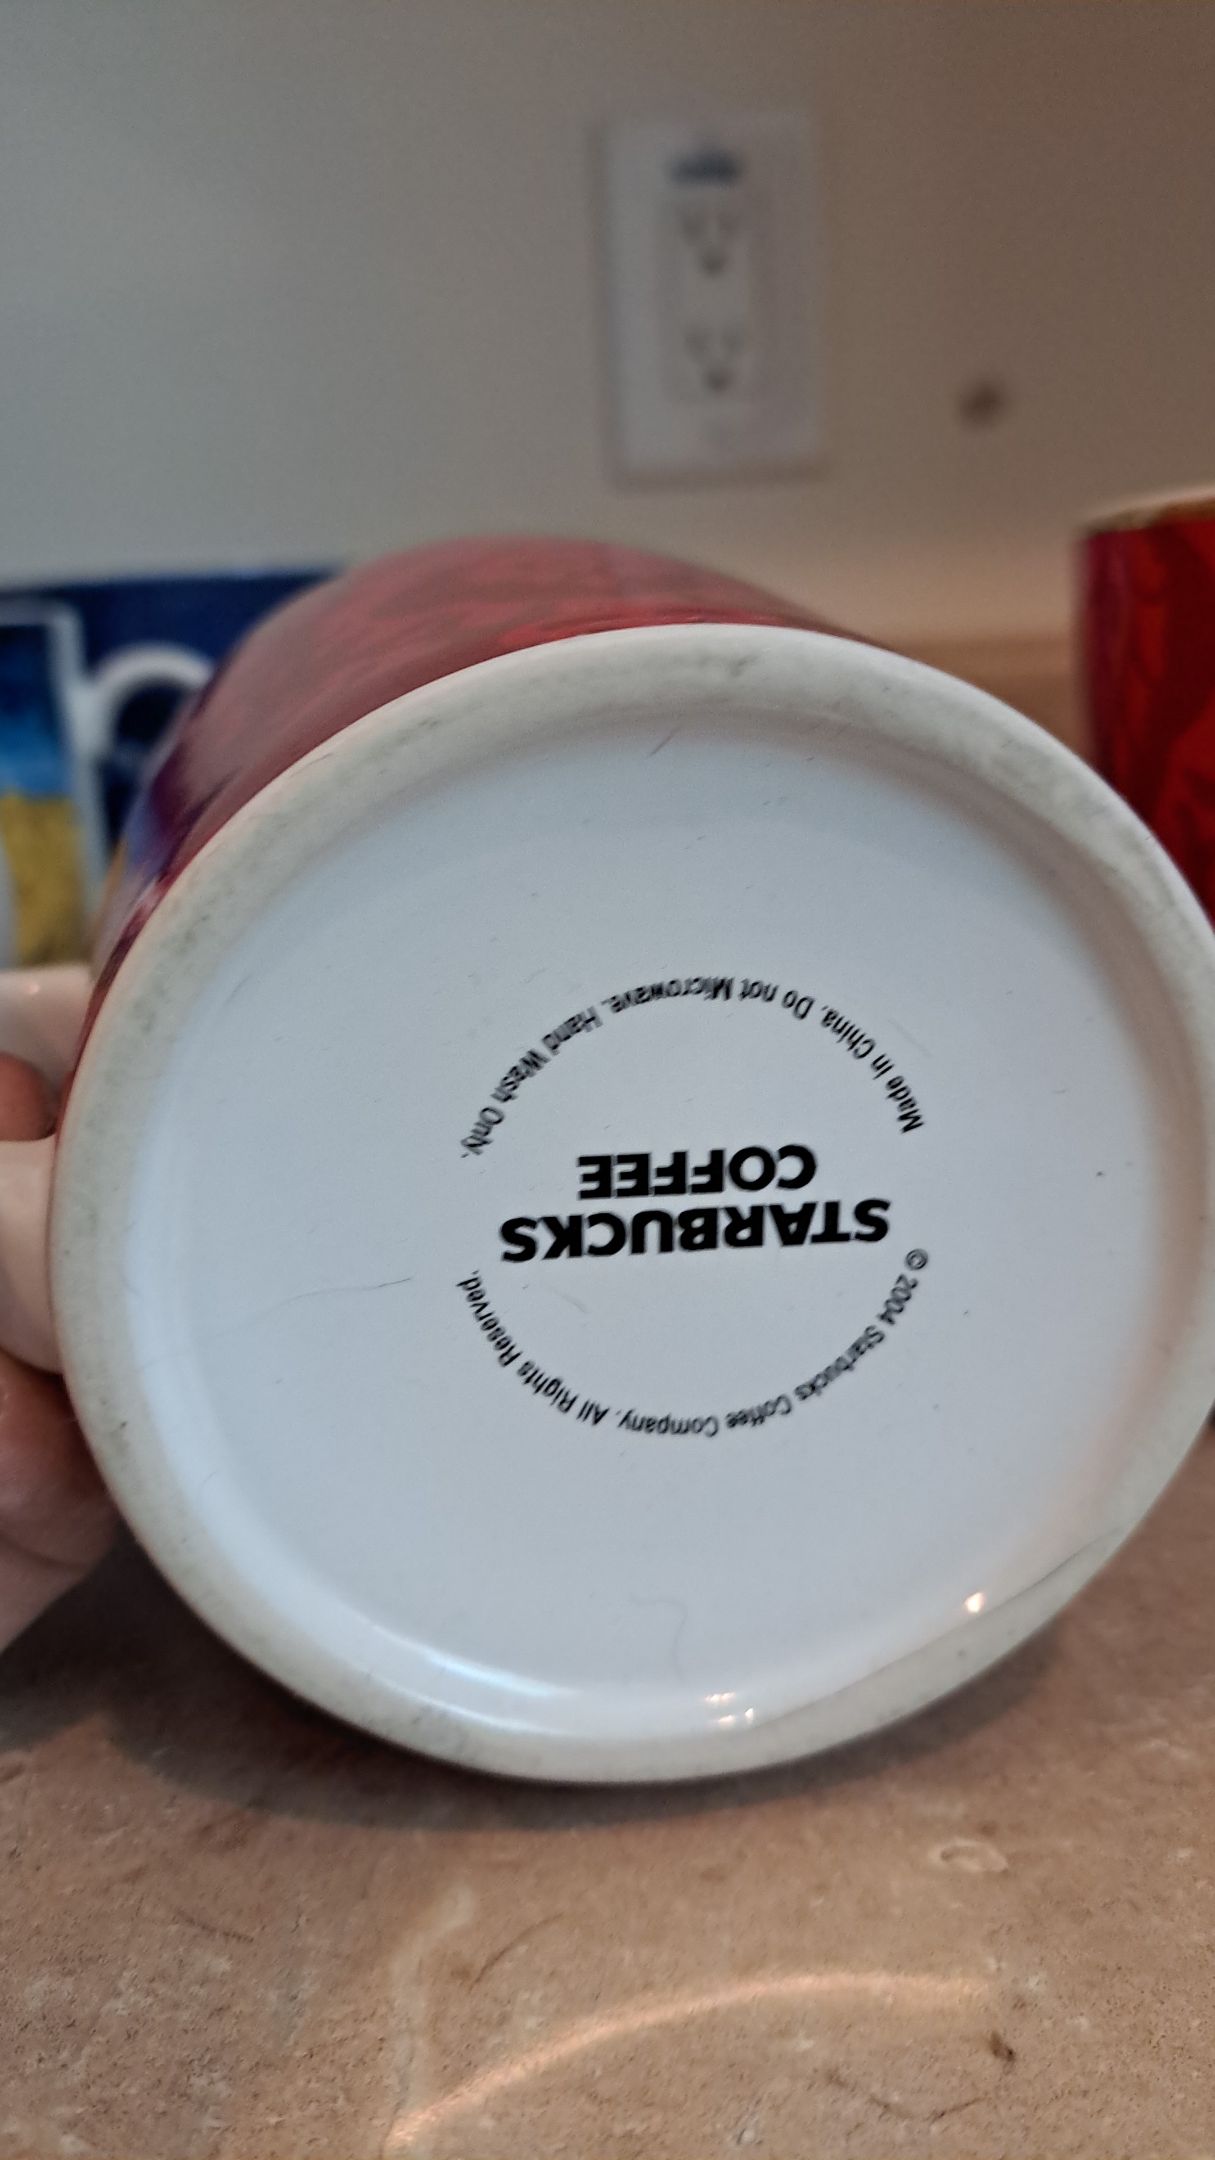 © 2004 Starbucks Coffee Company. All Rights Reserved.
STARBUCKS
COFFEE
Made in China. Do not Microwave. Hand Wash Only.